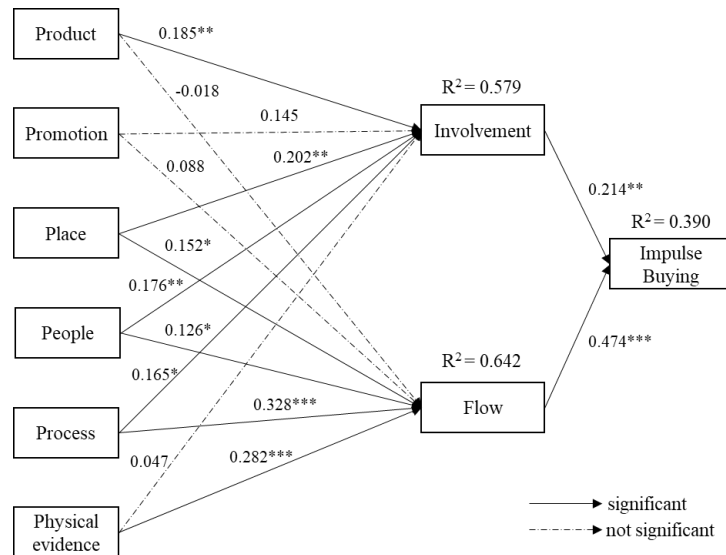 Product
0.185**
-0.018
R² = 0.579
Promotion
0.145
Involvement
0.088
0.202**
0.214**
Place
0.152*
R² = 0.390
Impulse
Buying
0.176**
People
0.126*
0.474***
R² = 0.642
0.165*
Process
0.328***
Flow
0.047
0.282***
Physical
evidence
significant
not significant